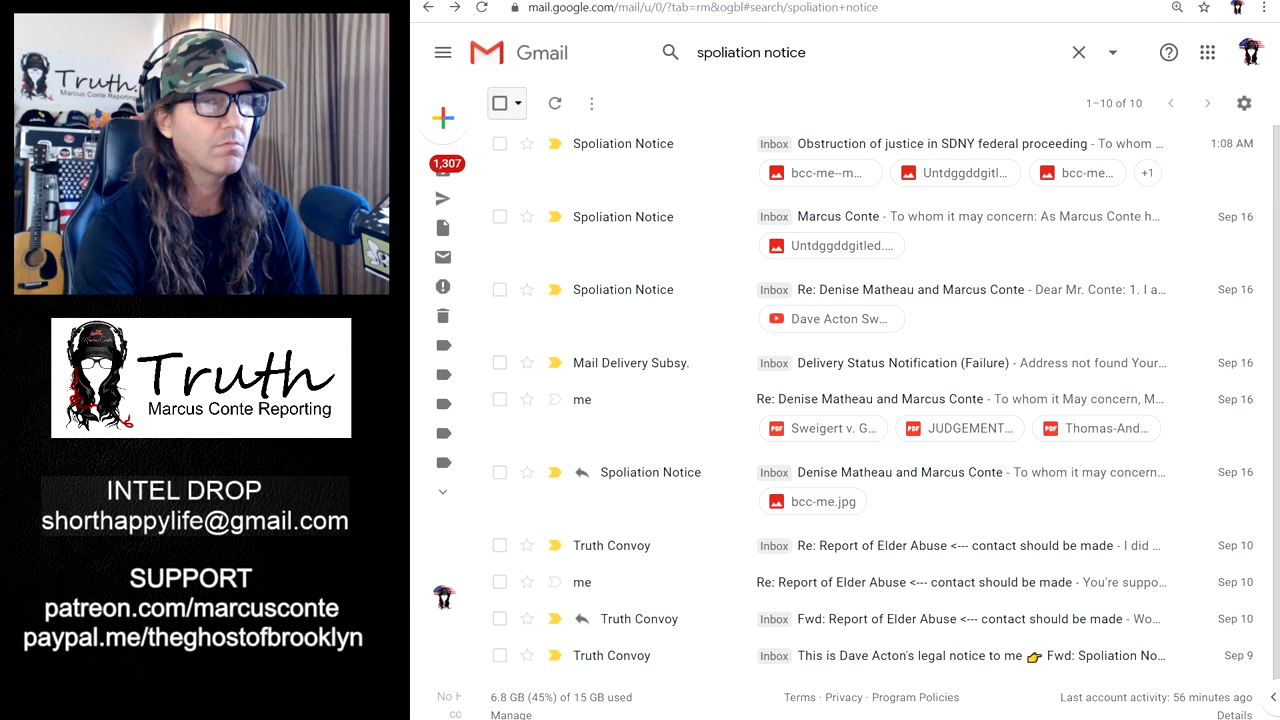 mail.google.com/mail/u/0/?tab=rm&ogbl#search/spoliation+notice
Gmail
spoliation notice
1–10 of 10
1,307
Spoliation Notice Inbox Obstruction of justice in SDNY federal proceeding - To whom ... 1:08 AM
bcc-me--m... Untdggddgitl... bcc-me... +1
Spoliation Notice Inbox Marcus Conte - To whom it may concern: As Marcus Conte h... Sep 16
Untdggddgitled....
Spoliation Notice Inbox Re: Denise Matheau and Marcus Conte - Dear Mr. Conte: 1. I a... Sep 16
Dave Acton Sw...
Mail Delivery Subsy. Inbox Delivery Status Notification (Failure) - Address not found Your... Sep 16
me Re: Denise Matheau and Marcus Conte - To whom it May concern, M... Sep 16
Sweigert v. G... JUDGEMENT... Thomas-And...
Spoliation Notice Inbox Denise Matheau and Marcus Conte - To whom it may concern... Sep 16
bcc-me.jpg
Truth Convoy Inbox Re: Report of Elder Abuse <--- contact should be made - I did ... Sep 10
me Re: Report of Elder Abuse <--- contact should be made - You're suppo... Sep 10
Truth Convoy Inbox Fwd: Report of Elder Abuse <--- contact should be made - Wo... Sep 10
Truth Convoy Inbox This is Dave Acton's legal notice to me 👉 Fwd: Spoliation No... Sep 9
6.8 GB (45%) of 15 GB used
Manage
Terms · Privacy · Program Policies
Last account activity: 56 minutes ago
Details
Truth.
Marcus Conte Reporting
Truth
Marcus Conte Reporting
INTEL DROP
shorthappylife@gmail.com
SUPPORT
patreon.com/marcusconte
paypal.me/theghostofbrooklyn